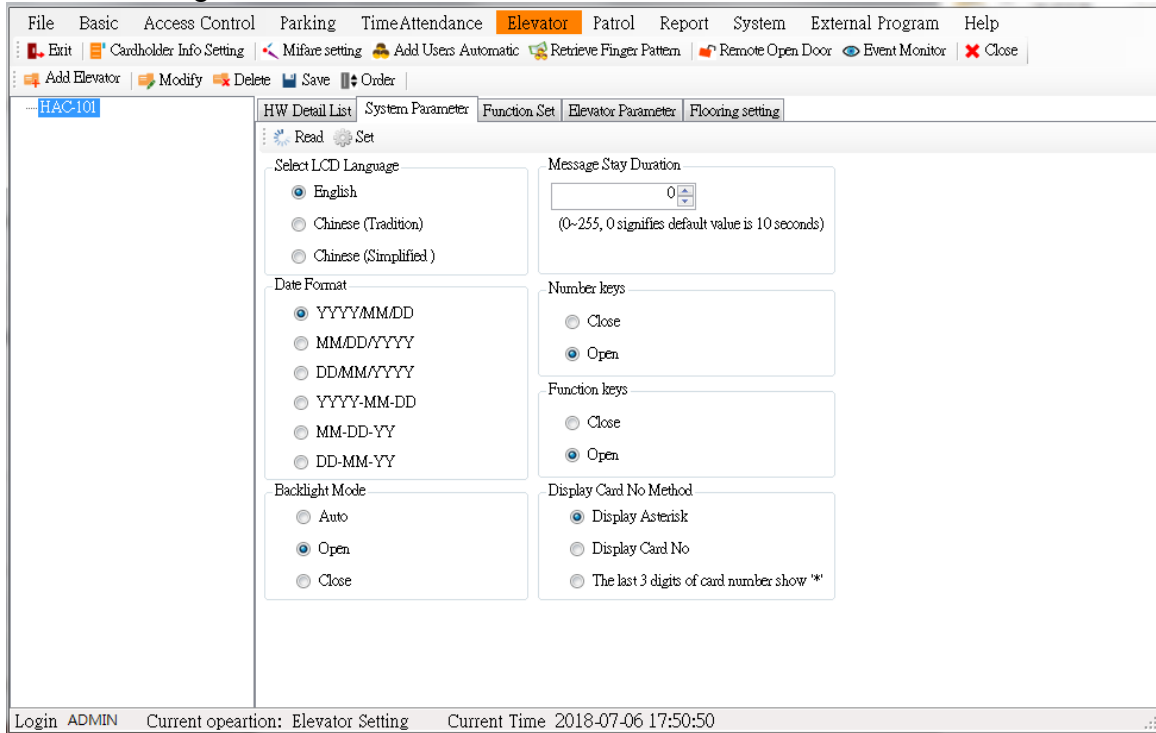 File Basic Access Control Parking TimeAttendance Elevator Patrol Report System External Program Help
Exit Cardholder Info Setting Mifare setting Add Users Automatic Retrieve Finger Pattern Remote Open Door Event Monitor Close
Add Elevator Modify Delete Save Order
HAC-101
HW Detail List System Parameter Function Set Elevator Parameter Flooring setting
Read Set
Select LCD Language
English
Chinese (Tradition)
Chinese (Simplified )
Message Stay Duration
0
(0~255, 0 signifies default value is 10 seconds)
Date Format
YYYY/MM/DD
MM/DD/YYYY
DD/MM/YYYY
YYYY-MM-DD
MM-DD-YY
DD-MM-YY
Number keys
Close
Open
Function keys
Close
Open
Backlight Mode
Auto
Open
Close
Display Card No Method
Display Asterisk
Display Card No
The last 3 digits of card number show '*'
Login ADMIN Current opeartion: Elevator Setting Current Time 2018-07-06 17:50:50